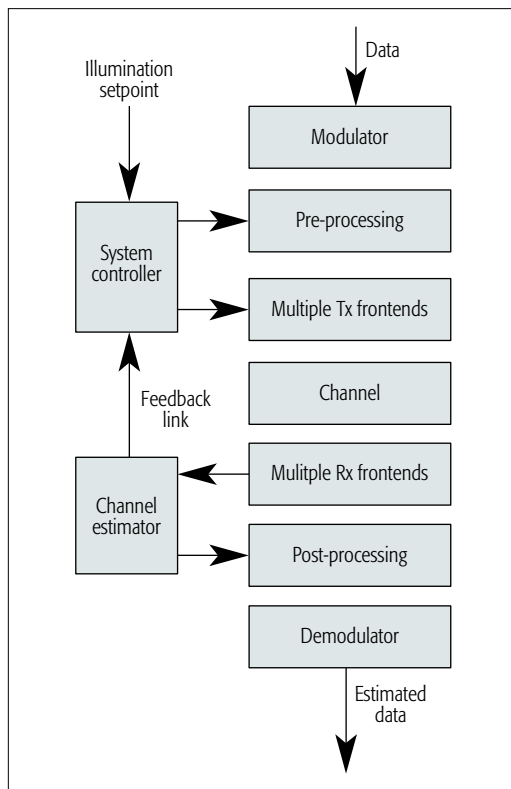 Data
Illumination
setpoint
Modulator
Pre-processing
System
controller
Multiple Tx frontends
Channel
Feedback
link
Mulitple Rx frontends
Channel
estimator
Post-processing
Demodulator
Estimated
data